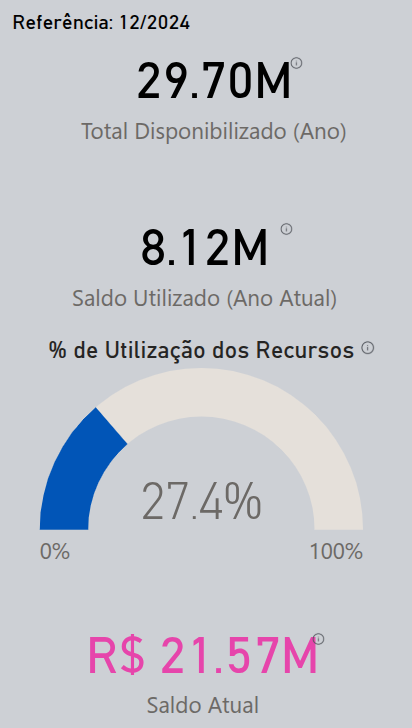 Referência: 12/2024
29.70M
Total Disponibilizado (Ano)
8.12M
Saldo Utilizado (Ano Atual)
% de Utilização dos Recursos
27.4%
0% 100%
R$ 21.57M
Saldo Atual